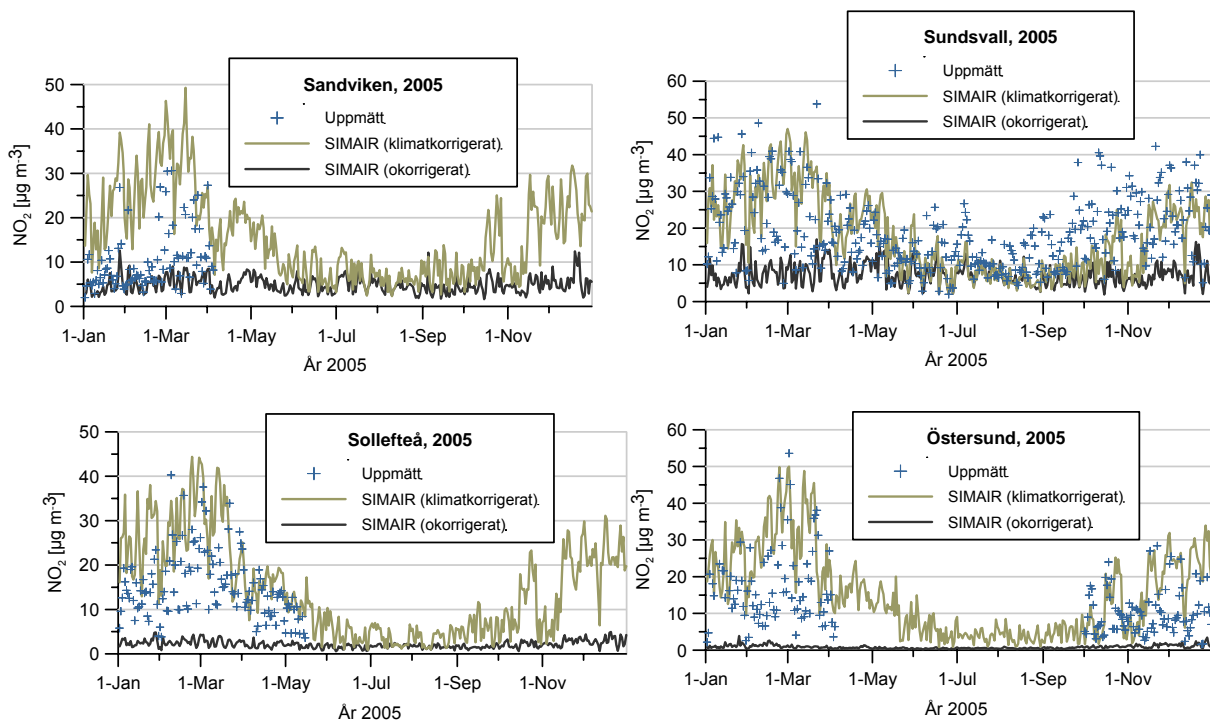 Sandviken, 2005
Uppmätt
SIMAIR (klimatkorrigerat)
SIMAIR (okorrigerat)
NO2 [µg m-3]
50
40
30
20
10
0
1-Jan 1-Mar 1-May 1-Jul 1-Sep 1-Nov
År 2005
Sundsvall, 2005
Uppmätt
SIMAIR (klimatkorrigerat)
SIMAIR (okorrigerat)
NO2 [µg m-3]
60
50
40
30
20
10
0
1-Jan 1-Mar 1-May 1-Jul 1-Sep 1-Nov
År 2005
Sollefteå, 2005
Uppmätt
SIMAIR (klimatkorrigerat)
SIMAIR (okorrigerat)
NO2 [µg m-3]
50
40
30
20
10
0
1-Jan 1-Mar 1-May 1-Jul 1-Sep 1-Nov
År 2005
Östersund, 2005
Uppmätt
SIMAIR (klimatkorrigerat)
SIMAIR (okorrigerat)
NO2 [µg m-3]
60
50
40
30
20
10
0
1-Jan 1-Mar 1-May 1-Jul 1-Sep 1-Nov
År 2005